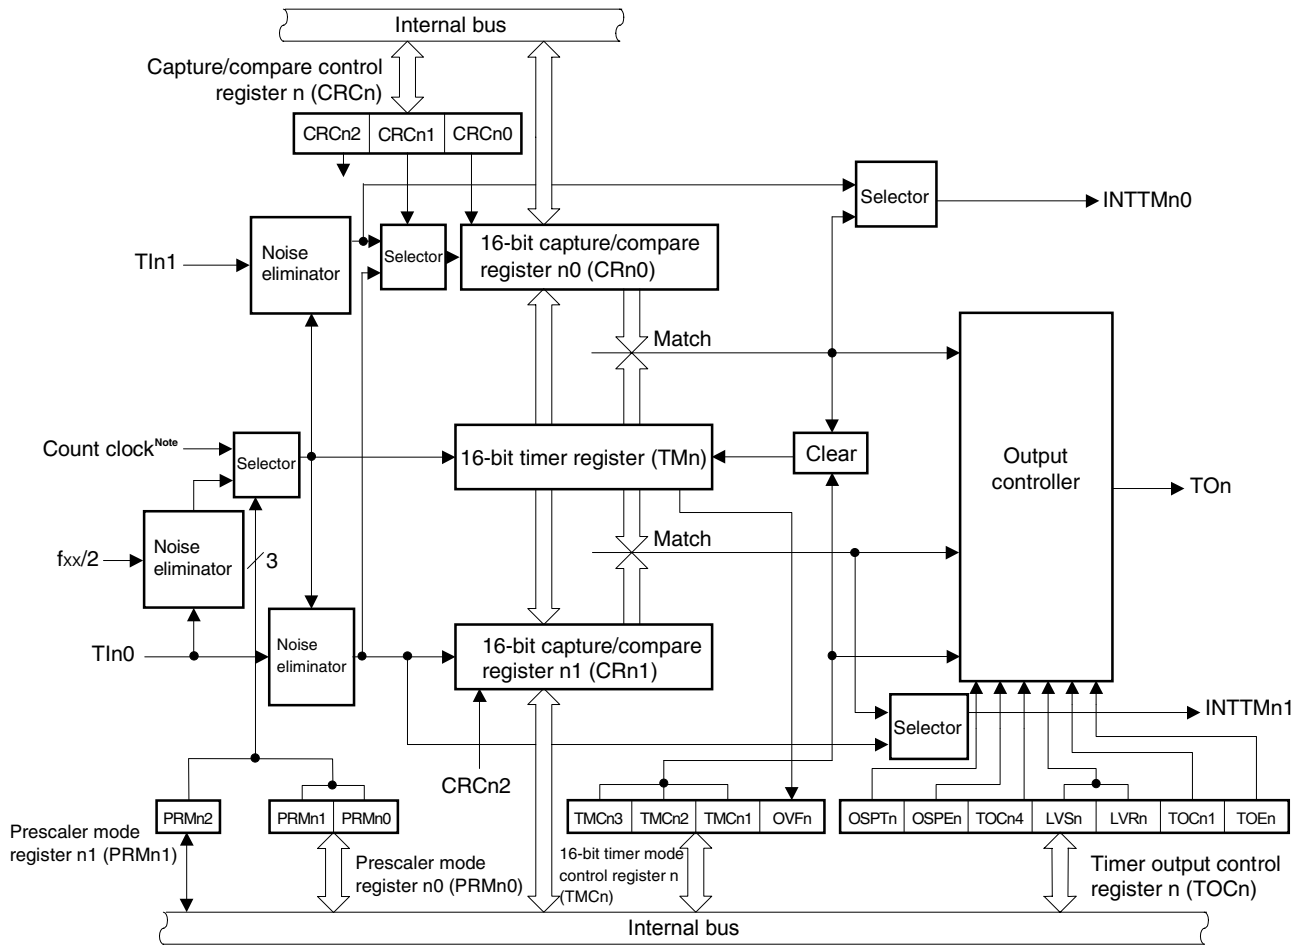 Internal bus
Capture/compare control
register n (CRCn)
CRCn2 CRCn1 CRCn0
Selector
INTTMn0
TIn1
Noise
eliminator
Selector
16-bit capture/compare
register n0 (CRn0)
Match
Count clockNote
Selector
16-bit timer register (TMn)
Clear
Output
controller
TOn
fxx/2
Noise
eliminator
3
Match
TIn0
Noise
eliminator
16-bit capture/compare
register n1 (CRn1)
Selector
INTTMn1
CRCn2
PRMn2
PRMn1 PRMn0
TMCn3 TMCn2 TMCn1 OVFn
OSPTn OSPEn TOCn4 LVSn LVRn TOCn1 TOEn
Prescaler mode
register n1 (PRMn1)
Prescaler mode
register n0 (PRMn0)
16-bit timer mode
control register n
(TMCn)
Timer output control
register n (TOCn)
Internal bus